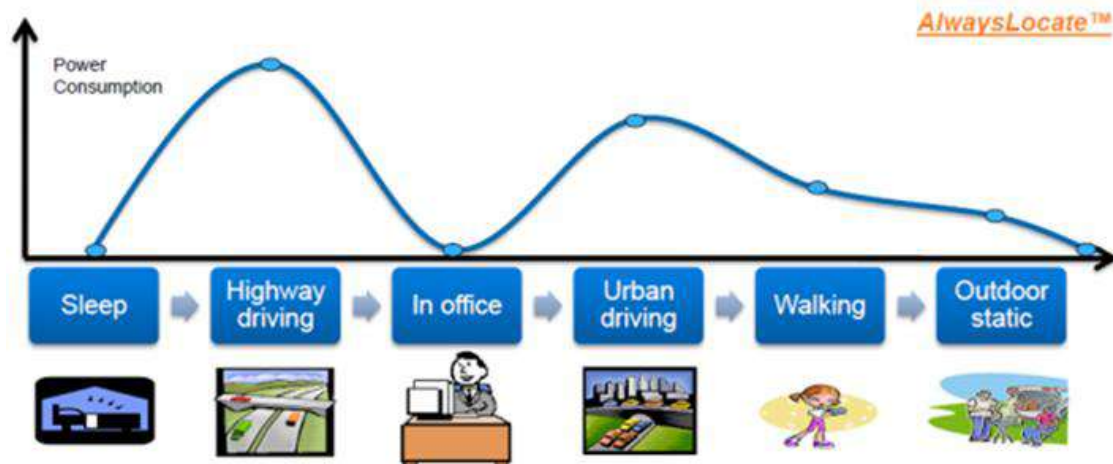 AlwaysLocate™
Power
Consumption
Sleep
Highway
driving
In office
Urban
driving
Walking
Outdoor
static